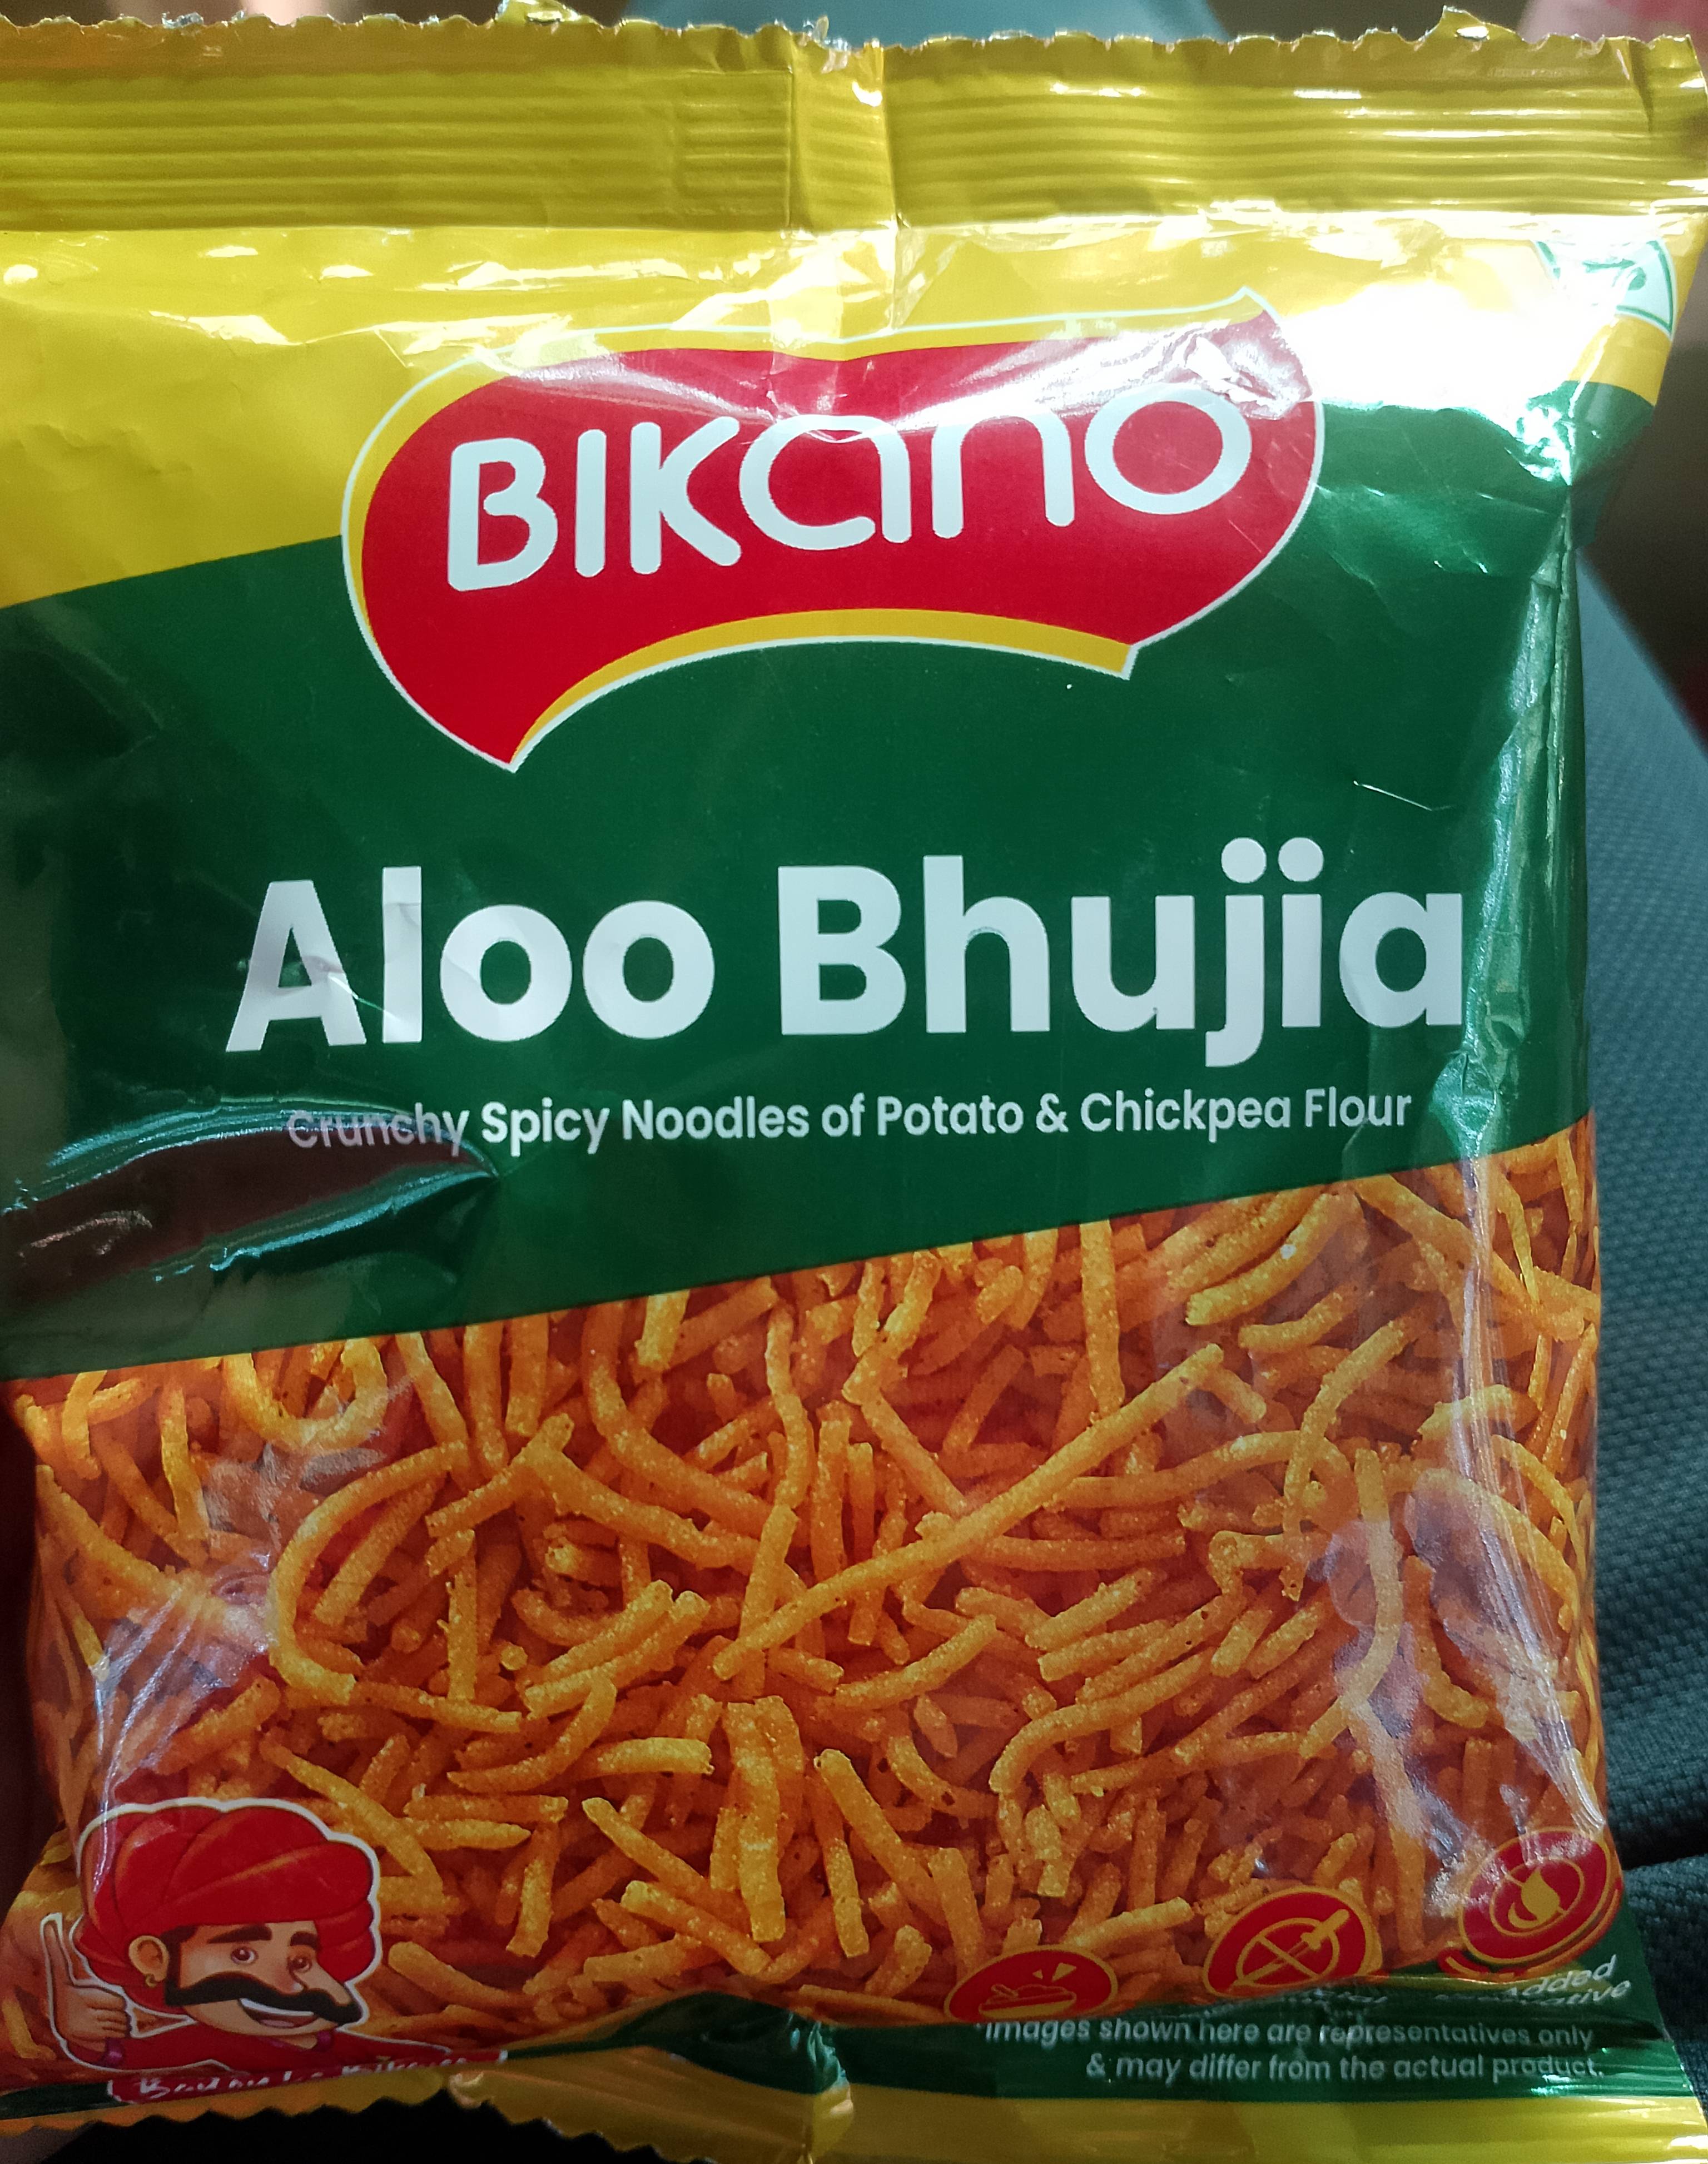 BIKANO
Aloo Bhujia
Crunchy Spicy Noodles of Potato & Chickpea Flour
Added
*Images shown here are representatives only
& may differ from the actual product.